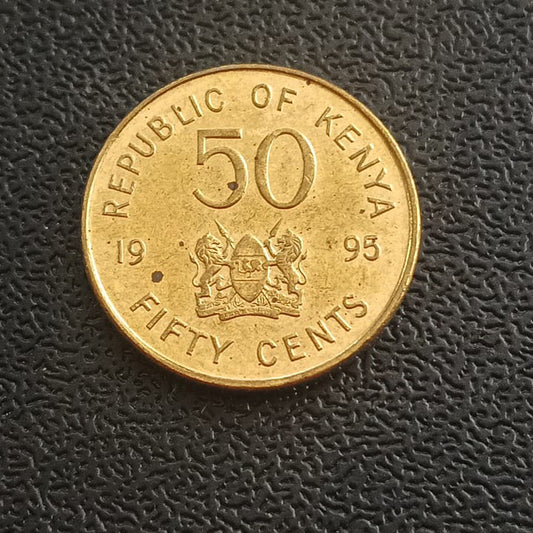 REPUBLIC OF KENYA
50
19 95
FIFTY CENTS